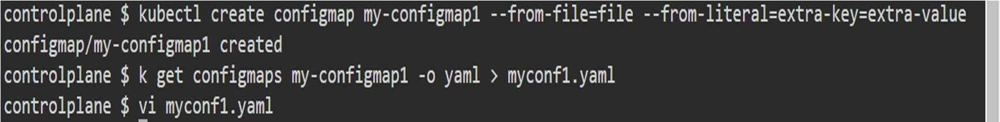 controlplane $ kubectl create configmap my-configmap1 --from-file=file --from-literal=extra-key=extra-value
configmap/my-configmap1 created
controlplane $ k get configmaps my-configmap1 -o yaml > myconf1.yaml
controlplane $ vi myconf1.yaml